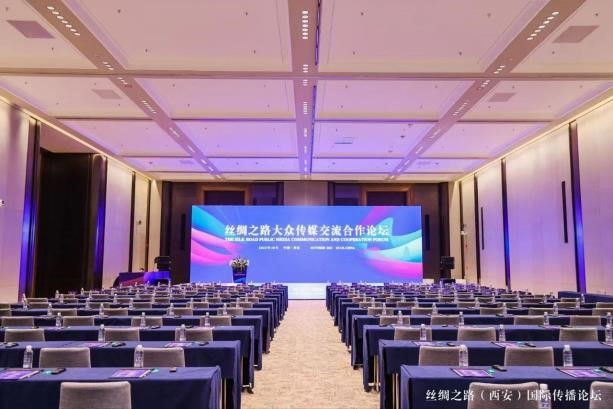 丝绸之路大众传媒交流合作论坛
THE SILK ROAD PUBLIC MEDIA COMMUNICATION AND COOPERATION FORUM
丝绸之路（西安）国际传播论坛